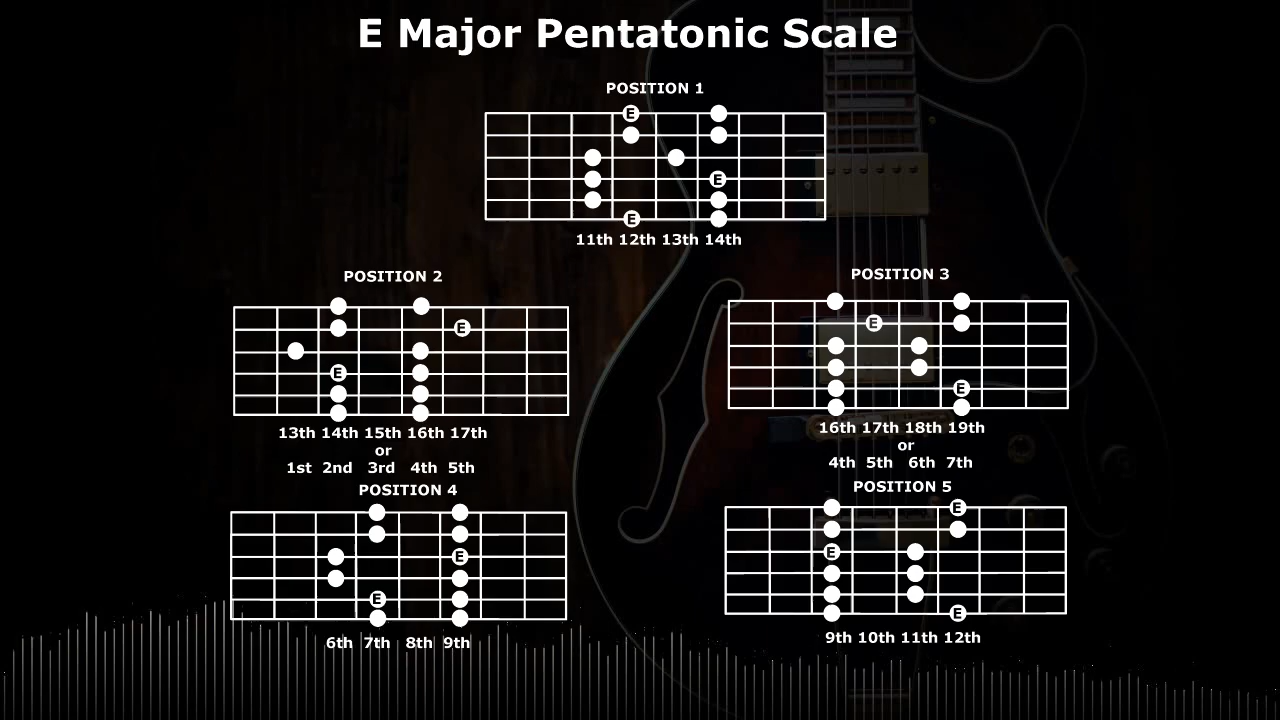 E Major Pentatonic Scale
POSITION 1
E
E
E
11th 12th 13th 14th
POSITION 2
E
E
13th 14th 15th 16th 17th
or
1st 2nd 3rd 4th 5th
POSITION 3
E
E
16th 17th 18th 19th
or
4th 5th 6th 7th
POSITION 4
E
E
6th 7th 8th 9th
POSITION 5
E
E
E
9th 10th 11th 12th